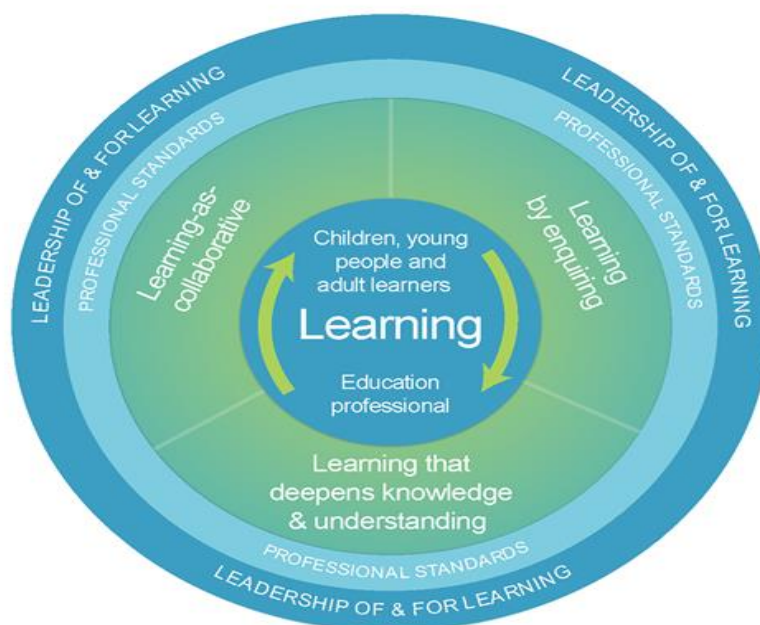 LEADERSHIP OF & FOR LEARNING
LEADERSHIP OF & FOR LEARNING
PROFESSIONAL STANDARDS
PROFESSIONAL STANDARDS
Learning-as-
collaborative
Learning
by enquiring
Children, young
people and
adult learners
Learning
Education
professional
Learning that
deepens knowledge
& understanding
PROFESSIONAL STANDARDS
LEADERSHIP OF & FOR LEARNING